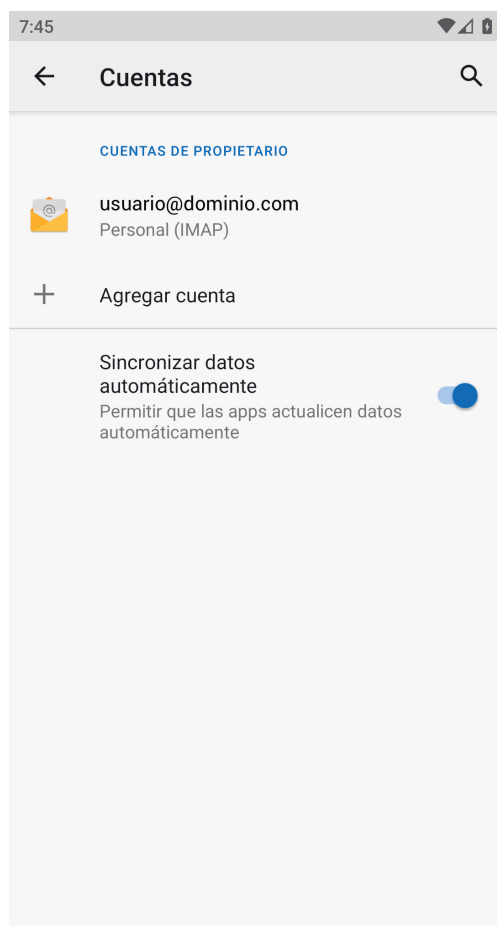 7:45
Cuentas
CUENTAS DE PROPIETARIO
@
usuario@dominio.com
Personal (IMAP)
Agregar cuenta
Sincronizar datos
automáticamente
Permitir que las apps actualicen datos
automáticamente